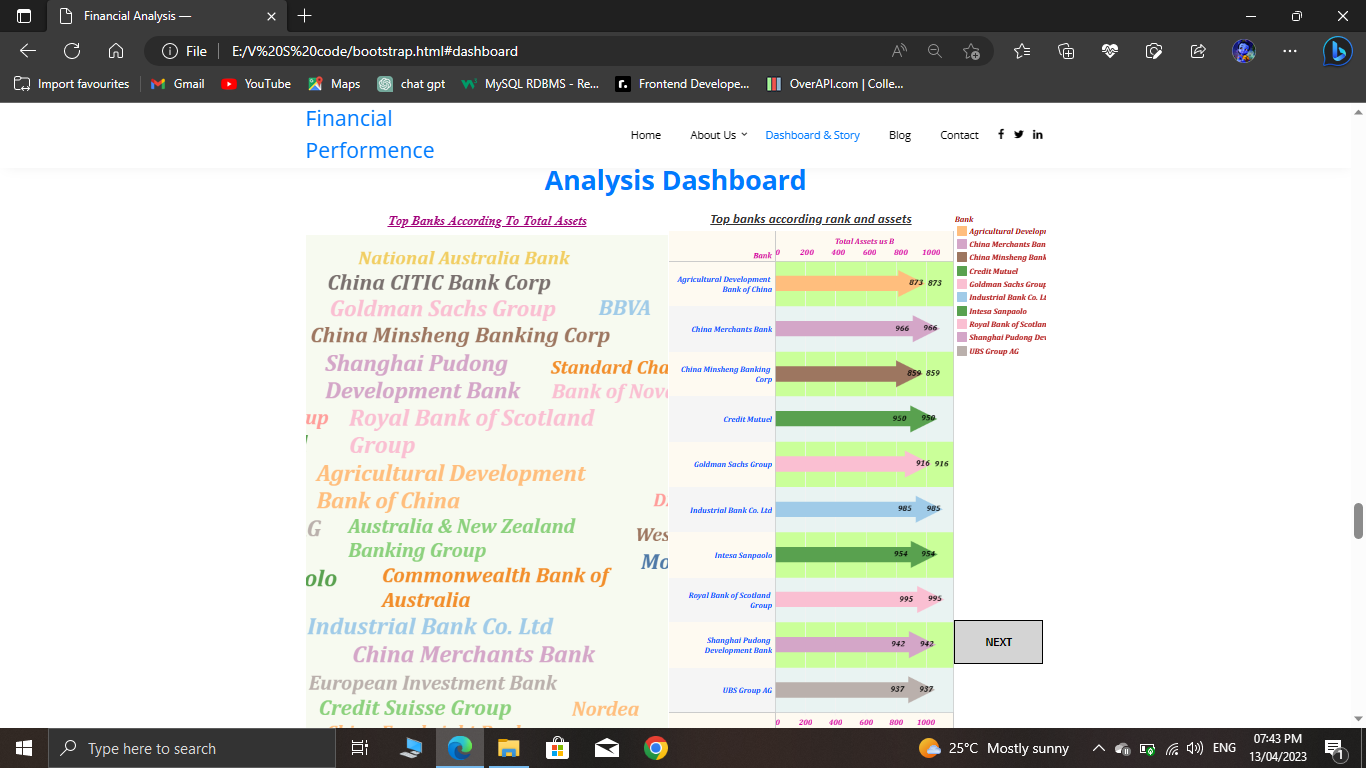 Financial Analysis —
File
E:/V%20S%20code/bootstrap.html#dashboard
Import favourites
Gmail
YouTube
Maps
chat gpt
MySQL RDBMS - Re...
Frontend Develope...
OverAPI.com | Colle...
Financial
Performence
Home
About Us
Dashboard & Story
Blog
Contact
Analysis Dashboard
Top Banks According To Total Assets
National Australia Bank
China CITIC Bank Corp
Goldman Sachs Group
BBVA
China Minsheng Banking Corp
Shanghai Pudong
Development Bank
Standard Cha
Bank of Nov
up
Royal Bank of Scotland
Group
Agricultural Development
Bank of China
D
G
Australia & New Zealand
Banking Group
Wes
Mo
olo
Commonwealth Bank of
Australia
Industrial Bank Co. Ltd
China Merchants Bank
European Investment Bank
Credit Suisse Group
Nordea
Top banks according rank and assets
Total Assets us B
Bank
0 200 400 600 800 1000
Agricultural Development
Bank of China
873 873
China Merchants Bank
966 966
China Minsheng Banking
Corp
859 859
Credit Mutuel
950 950
Goldman Sachs Group
916 916
Industrial Bank Co. Ltd
985 985
Intesa Sanpaolo
954 954
Royal Bank of Scotland
Group
995 995
Shanghai Pudong
Development Bank
942 942
UBS Group AG
937 937
0 200 400 600 800 1000
Bank
Agricultural Develop
China Merchants Ban
China Minsheng Bank
Credit Mutuel
Goldman Sachs Group
Industrial Bank Co. Lt
Intesa Sanpaolo
Royal Bank of Scotlan
Shanghai Pudong Dev
UBS Group AG
NEXT
Type here to search
25°C Mostly sunny
ENG
07:43 PM
13/04/2023
1